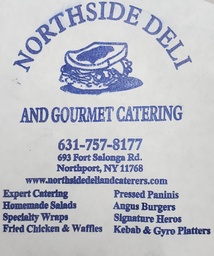 NORTHSIDE DELI
AND GOURMET CATERING
631-757-8177
693 Fort Salonga Rd.
Northport, NY 11768
www.northsidedeliandcaterers.com
Expert Catering Pressed Paninis
Homemade Salads Angus Burgers
Specialty Wraps Signature Heros
Fried Chicken & Waffles Kebab & Gyro Platters